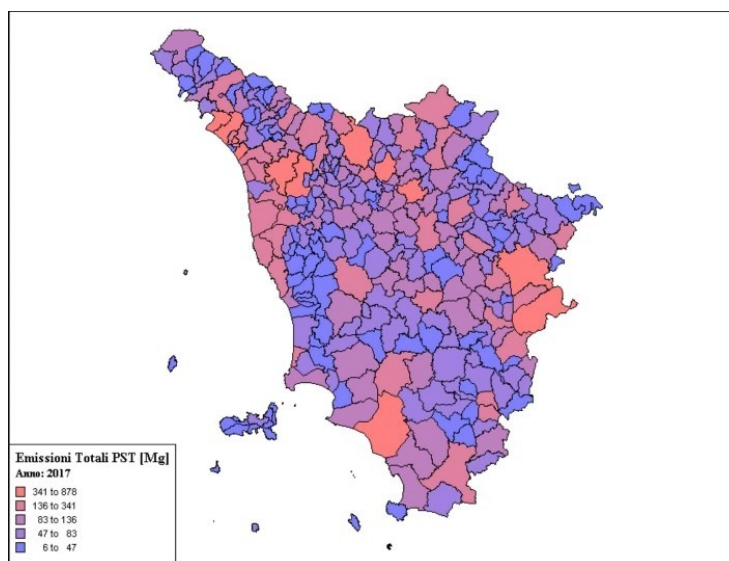 Emissioni Totali PST [Mg]
Anno: 2017
341 to 878
136 to 341
83 to 136
47 to 83
6 to 47